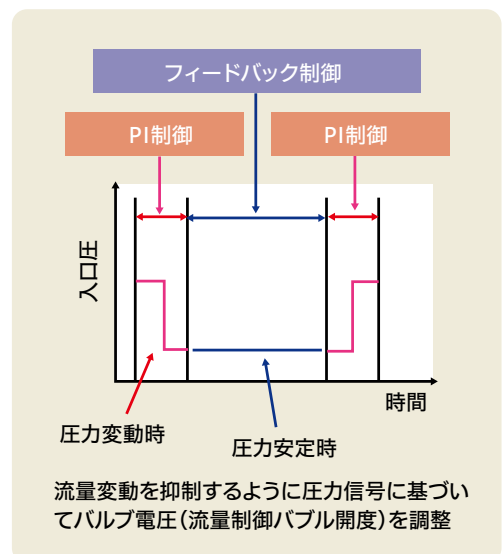 フィードバック制御
PI制御
PI制御
入口圧
時間
圧力変動時
圧力安定時
流量変動を抑制するように圧力信号に基づい
てバルブ電圧（流量制御バブル開度）を調整